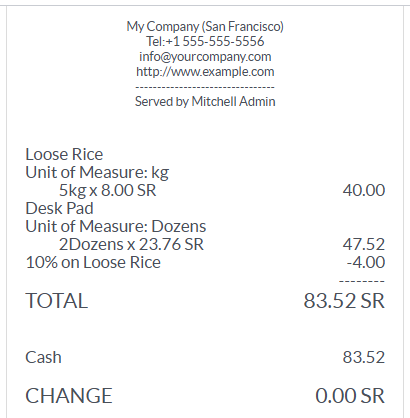 My Company (San Francisco)
Tel:+1 555-555-5556
info@yourcompany.com
http://www.example.com
--------------------------------
Served by Mitchell Admin
Loose Rice
Unit of Measure: kg
5kg x 8.00 SR 40.00
Desk Pad
Unit of Measure: Dozens
2Dozens x 23.76 SR 47.52
10% on Loose Rice -4.00
--------
TOTAL 83.52 SR
Cash 83.52
CHANGE 0.00 SR